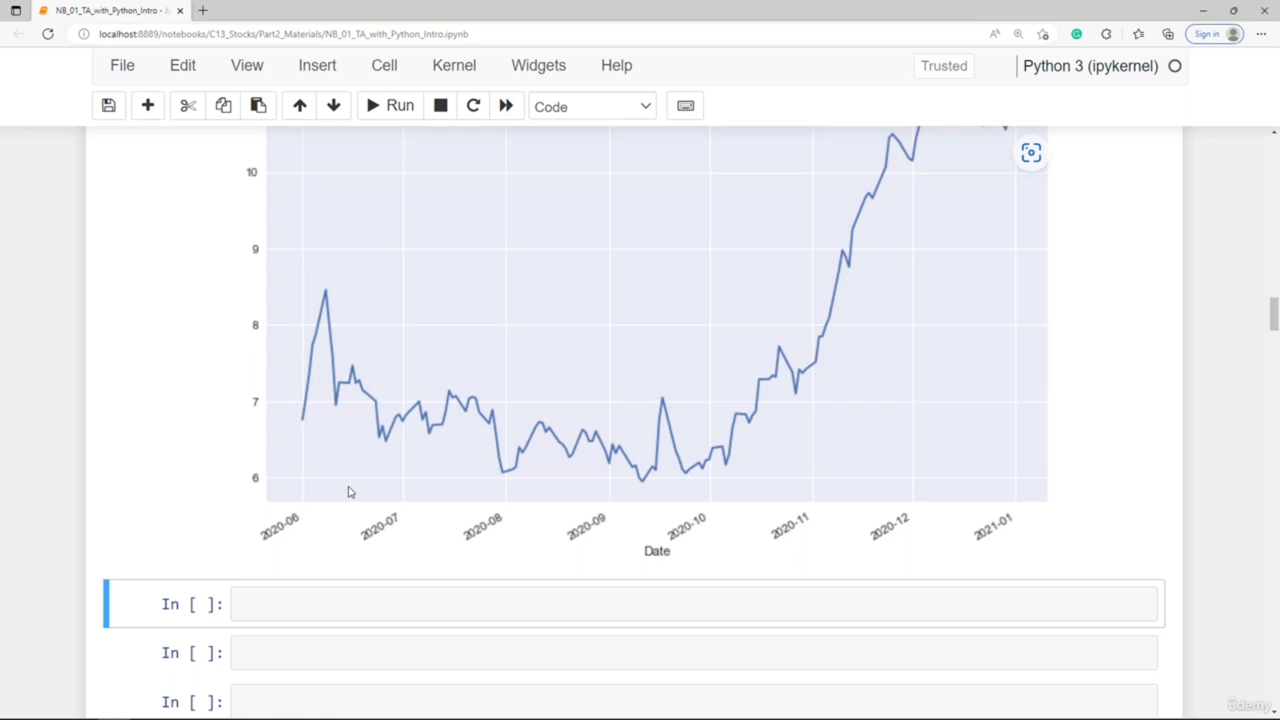 NB_01_TA_with_Python_Intro - J
localhost:8889/notebooks/C13_Stocks/Part2_Materials/NB_01_TA_with_Python_Intro.ipynb
Sign in
File Edit View Insert Cell Kernel Widgets Help
Trusted
Python 3 (ipykernel)
Run
Code
10
9
8
7
6
2020-06 2020-07 2020-08 2020-09 2020-10 2020-11 2020-12 2021-01
Date
In [ ]:
In [ ]:
In [ ]:
Udemy